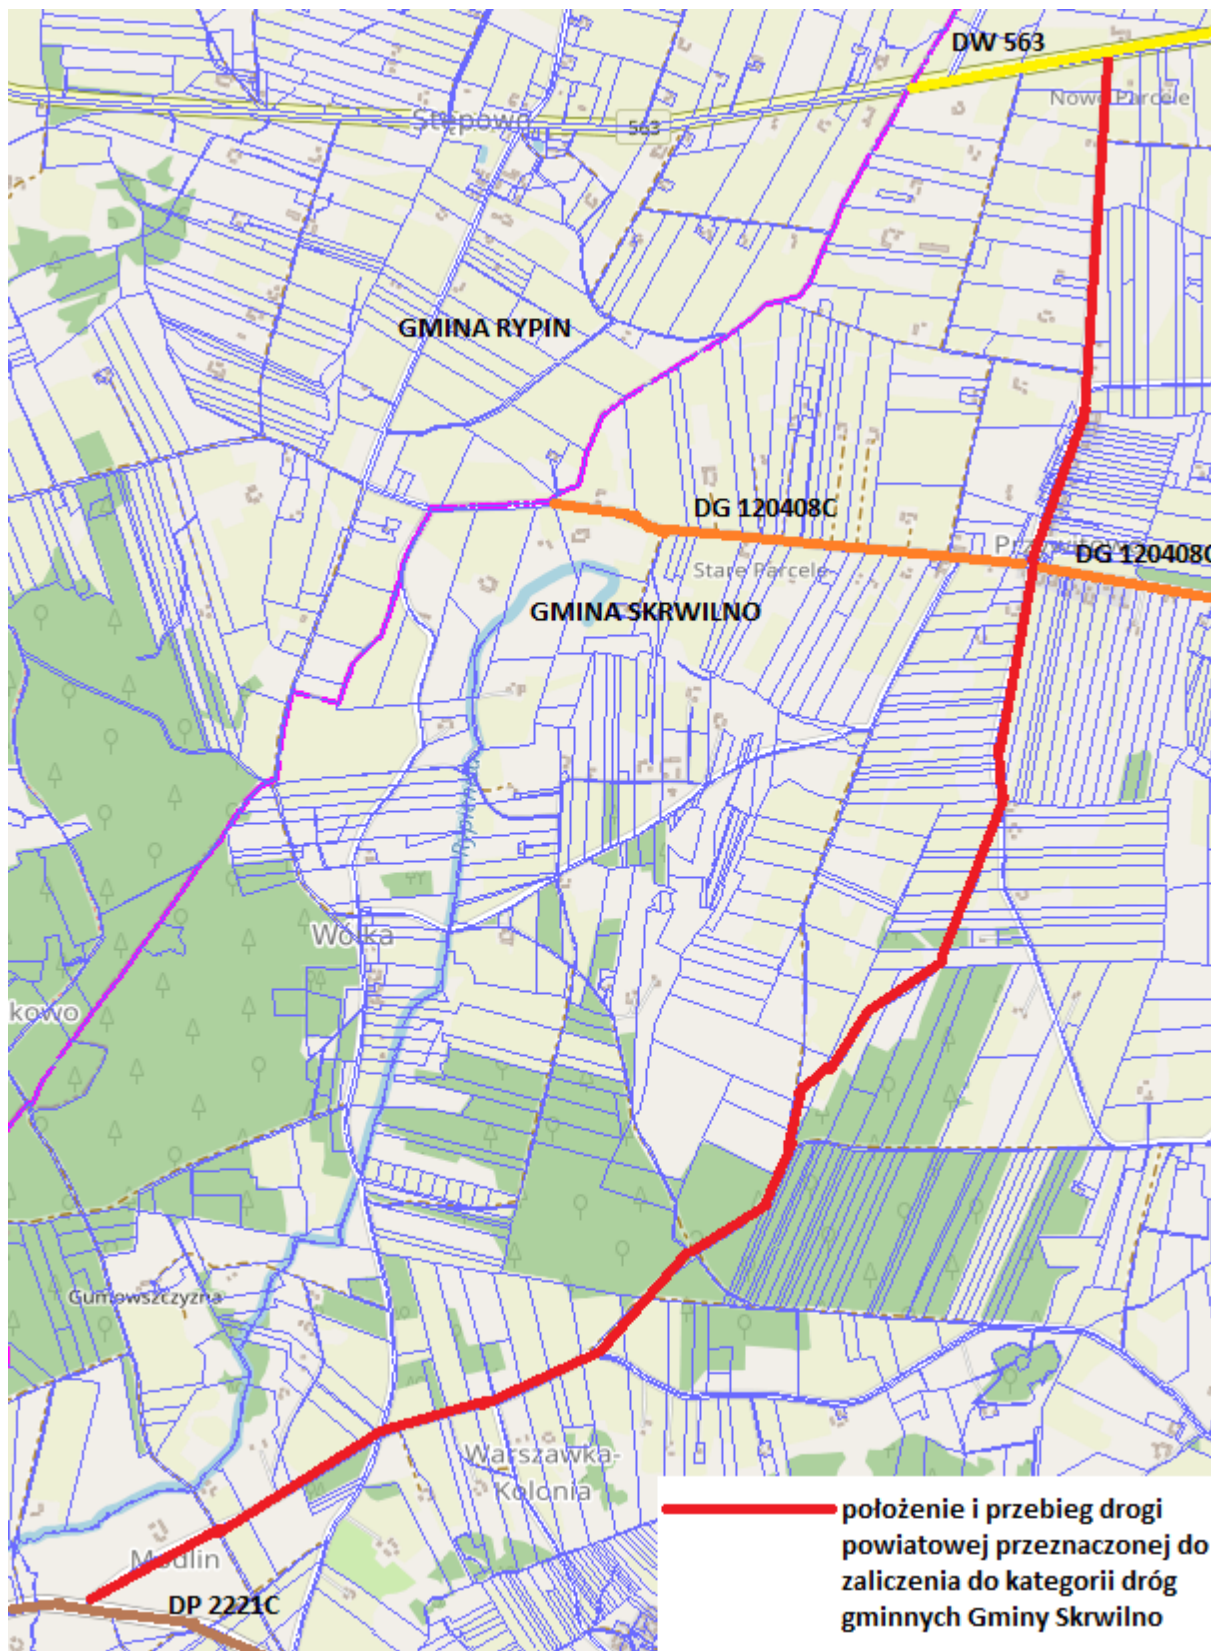 DW 563
Nowe Parcele
Stępowo
563
GMINA RYPIN
DG 120408C
DG 120408C
Stare Parcele
GMINA SKRWILNO
Wólka
kowo
Gumowszczyzna
Warszawka-
Kolonia
Modlin
DP 2221C
położenie i przebieg drogi
powiatowej przeznaczonej do
zaliczenia do kategorii dróg
gminnych Gminy Skrwilno